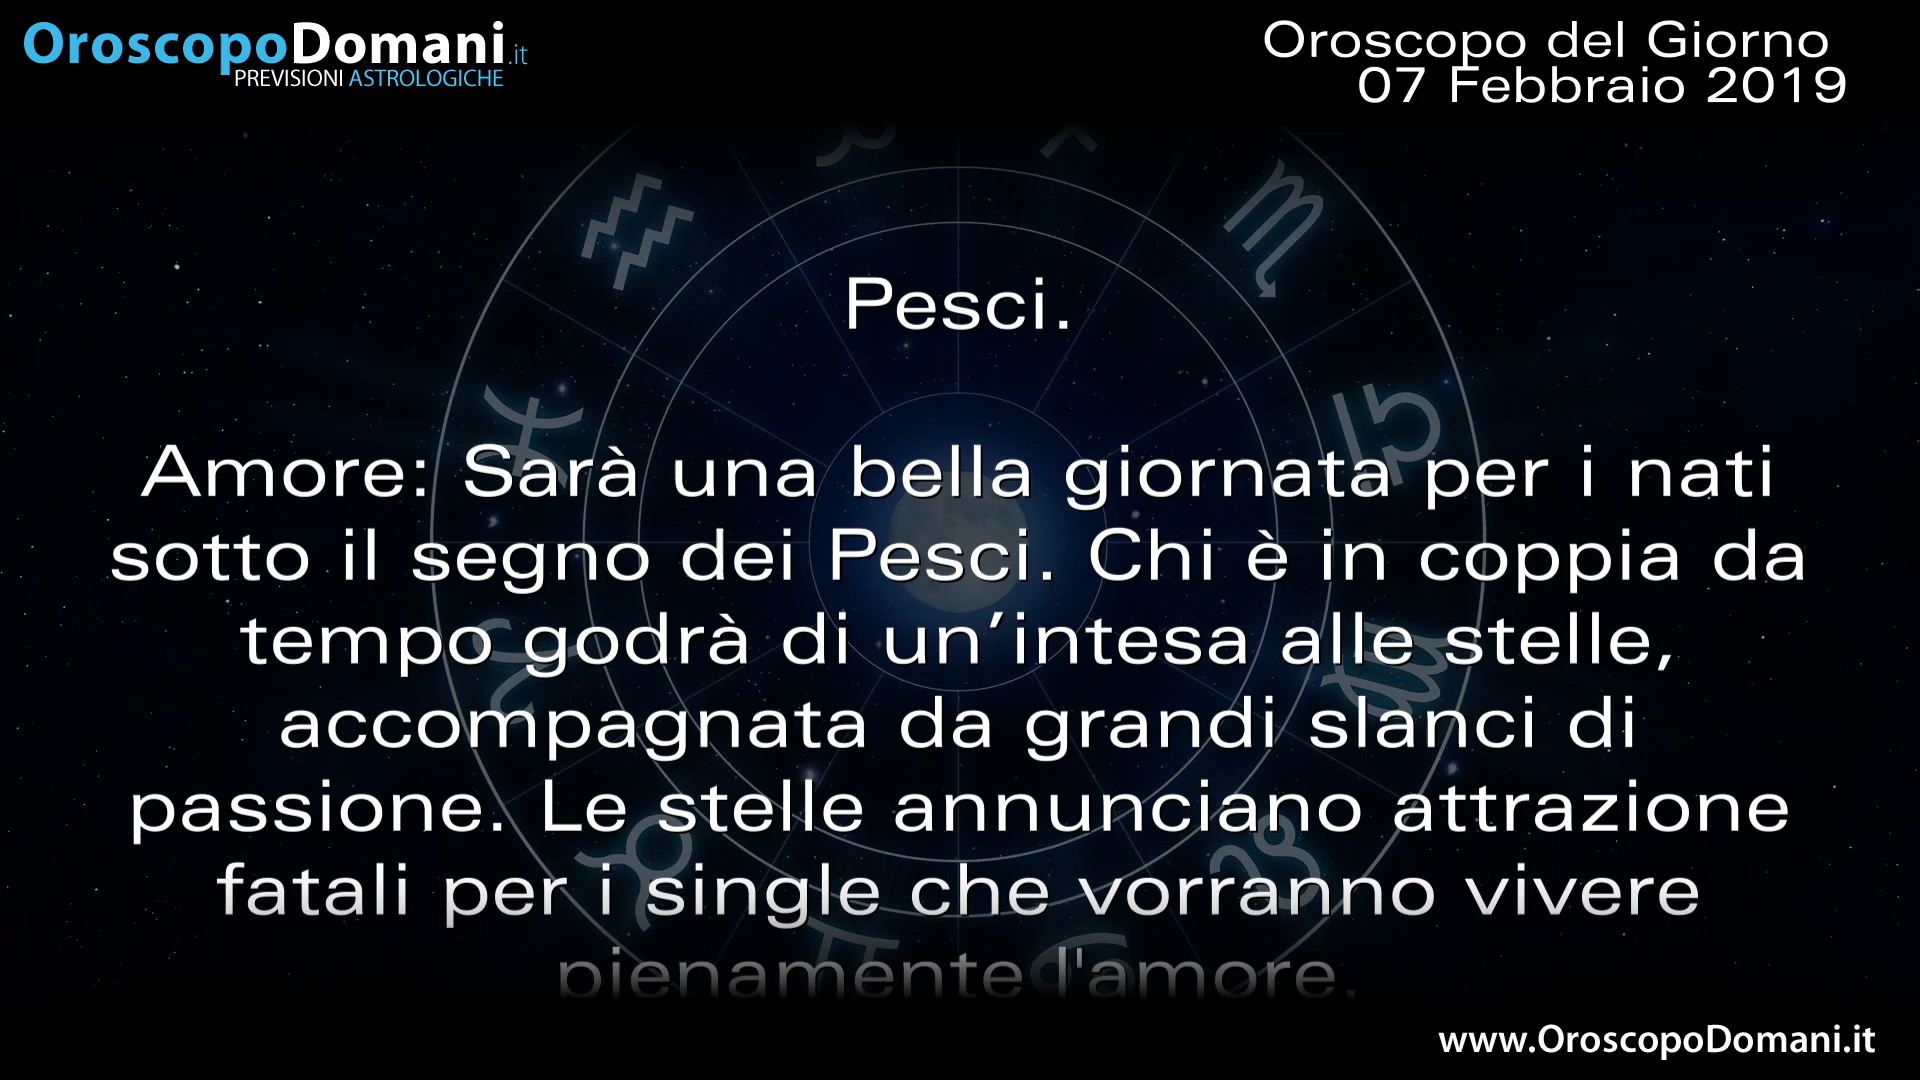 OroscopoDomani.it
PREVISIONI ASTROLOGICHE
Oroscopo del Giorno
07 Febbraio 2019
Pesci.
Amore: Sarà una bella giornata per i nati
sotto il segno dei Pesci. Chi è in coppia da
tempo godrà di un’intesa alle stelle,
accompagnata da grandi slanci di
passione. Le stelle annunciano attrazione
fatali per i single che vorranno vivere
pienamente l'amore.
www.OroscopoDomani.it